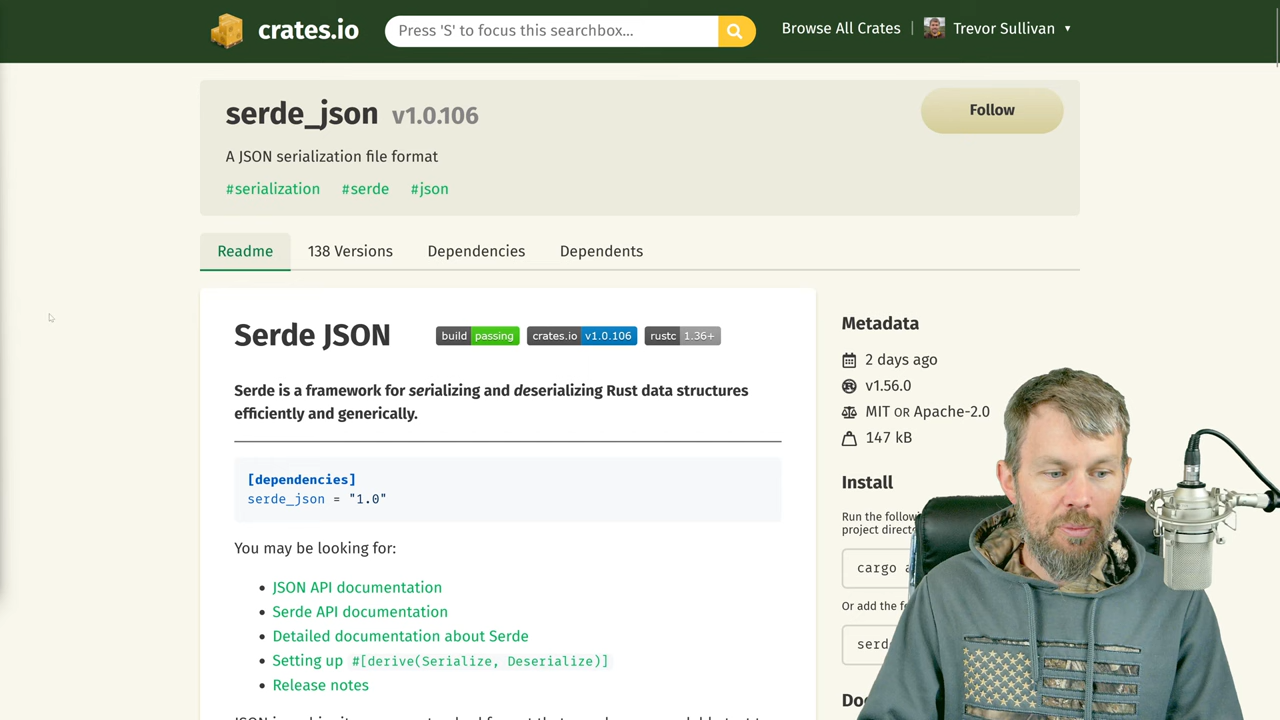 crates.io
Press 'S' to focus this searchbox...
Browse All Crates
Trevor Sullivan
serde_json v1.0.106
Follow
A JSON serialization file format
#serialization #serde #json
Readme
138 Versions
Dependencies
Dependents
Serde JSON
build passing
crates.io v1.0.106
rustc 1.36+
Serde is a framework for serializing and deserializing Rust data structures
efficiently and generically.
[dependencies]
serde_json = "1.0"
You may be looking for:
• JSON API documentation
• Serde API documentation
• Detailed documentation about Serde
• Setting up #[derive(Serialize, Deserialize)]
• Release notes
Metadata
2 days ago
v1.56.0
MIT OR Apache-2.0
147 kB
Install
Run the
project
cargo
Or add the